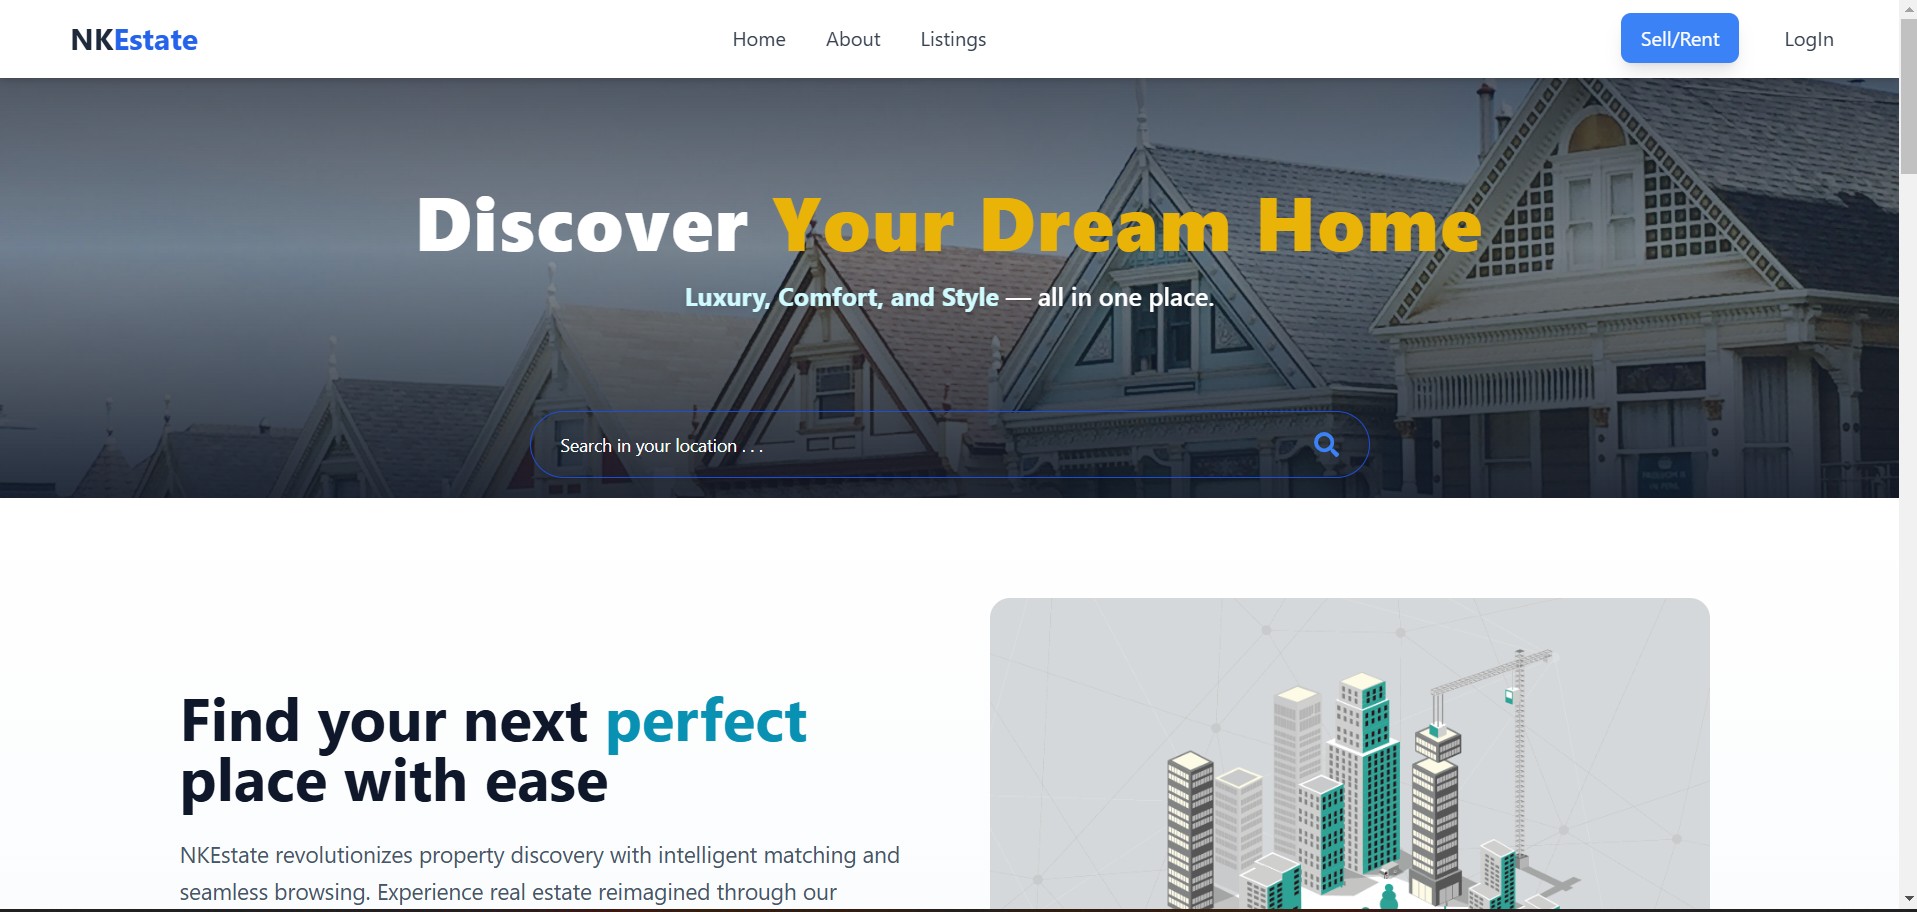 NKEstate
Home About Listings
Sell/Rent LogIn
Discover Your Dream Home
Luxury, Comfort, and Style — all in one place.
Search in your location . . .
Find your next perfect
place with ease
NKEstate revolutionizes property discovery with intelligent matching and
seamless browsing. Experience real estate reimagined through our